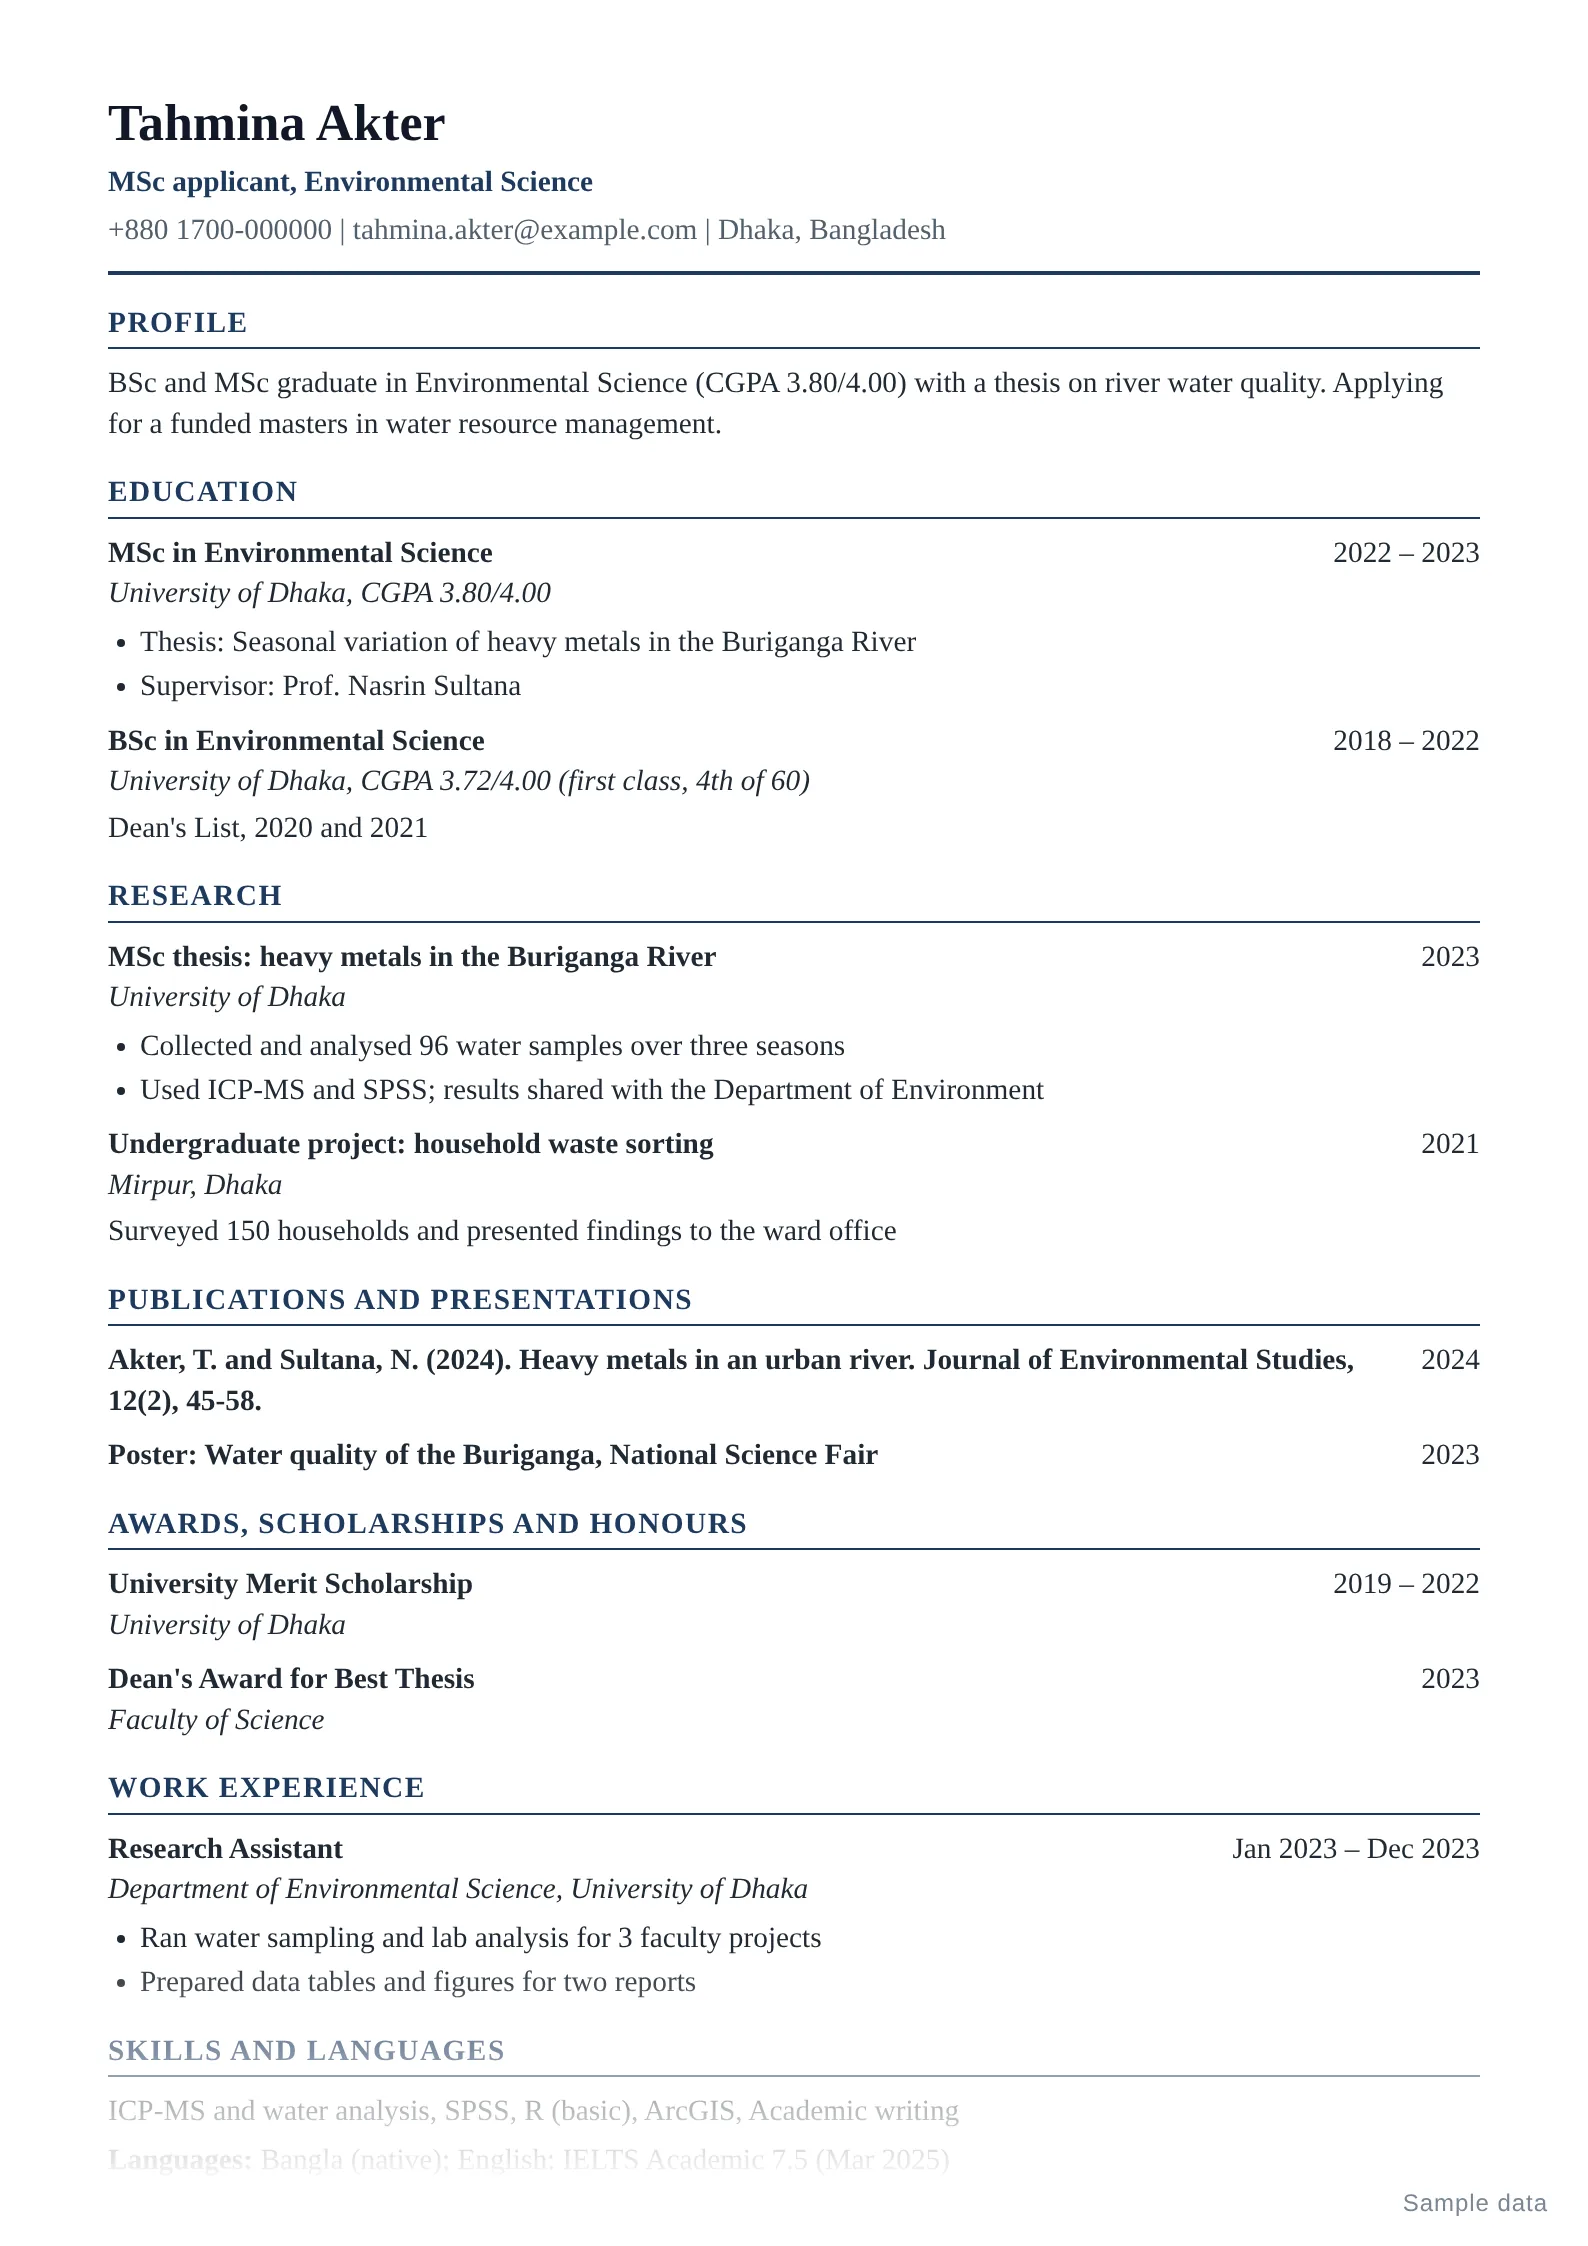 Tahmina Akter
MSc applicant, Environmental Science
+880 1700-000000 | tahmina.akter@example.com | Dhaka, Bangladesh
PROFILE
BSc and MSc graduate in Environmental Science (CGPA 3.80/4.00) with a thesis on river water quality. Applying
for a funded masters in water resource management.
EDUCATION
MSc in Environmental Science 2022 – 2023
University of Dhaka, CGPA 3.80/4.00
• Thesis: Seasonal variation of heavy metals in the Buriganga River
• Supervisor: Prof. Nasrin Sultana
BSc in Environmental Science 2018 – 2022
University of Dhaka, CGPA 3.72/4.00 (first class, 4th of 60)
Dean's List, 2020 and 2021
RESEARCH
MSc thesis: heavy metals in the Buriganga River 2023
University of Dhaka
• Collected and analysed 96 water samples over three seasons
• Used ICP-MS and SPSS; results shared with the Department of Environment
Undergraduate project: household waste sorting 2021
Mirpur, Dhaka
Surveyed 150 households and presented findings to the ward office
PUBLICATIONS AND PRESENTATIONS
Akter, T. and Sultana, N. (2024). Heavy metals in an urban river. Journal of Environmental Studies, 2024
12(2), 45-58.
Poster: Water quality of the Buriganga, National Science Fair 2023
AWARDS, SCHOLARSHIPS AND HONOURS
University Merit Scholarship 2019 – 2022
University of Dhaka
Dean's Award for Best Thesis 2023
Faculty of Science
WORK EXPERIENCE
Research Assistant Jan 2023 – Dec 2023
Department of Environmental Science, University of Dhaka
• Ran water sampling and lab analysis for 3 faculty projects
• Prepared data tables and figures for two reports
SKILLS AND LANGUAGES
ICP-MS and water analysis, SPSS, R (basic), ArcGIS, Academic writing
Languages: Bangla (native); English: IELTS Academic 7.5 (Mar 2025)
Sample data